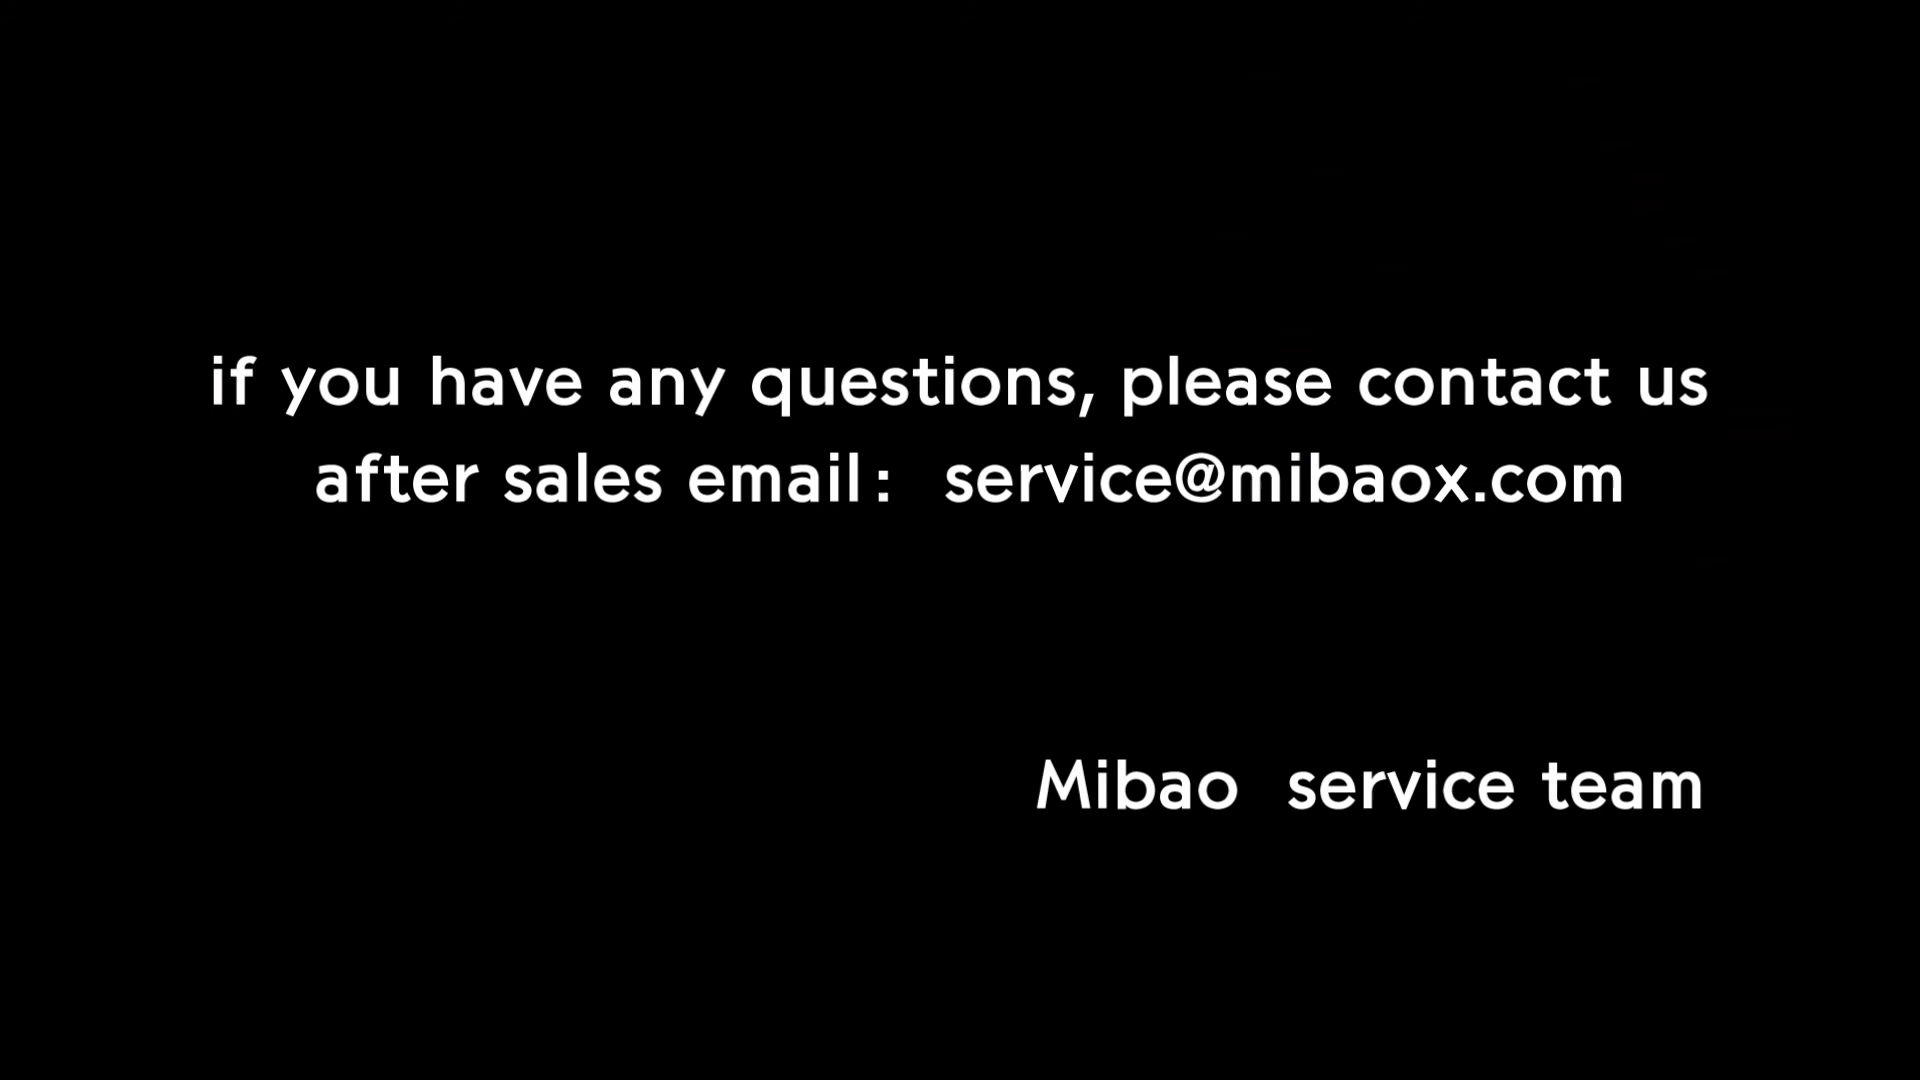 if you have any questions, please contact us
after sales email： service@mibaox.com
Mibao service team